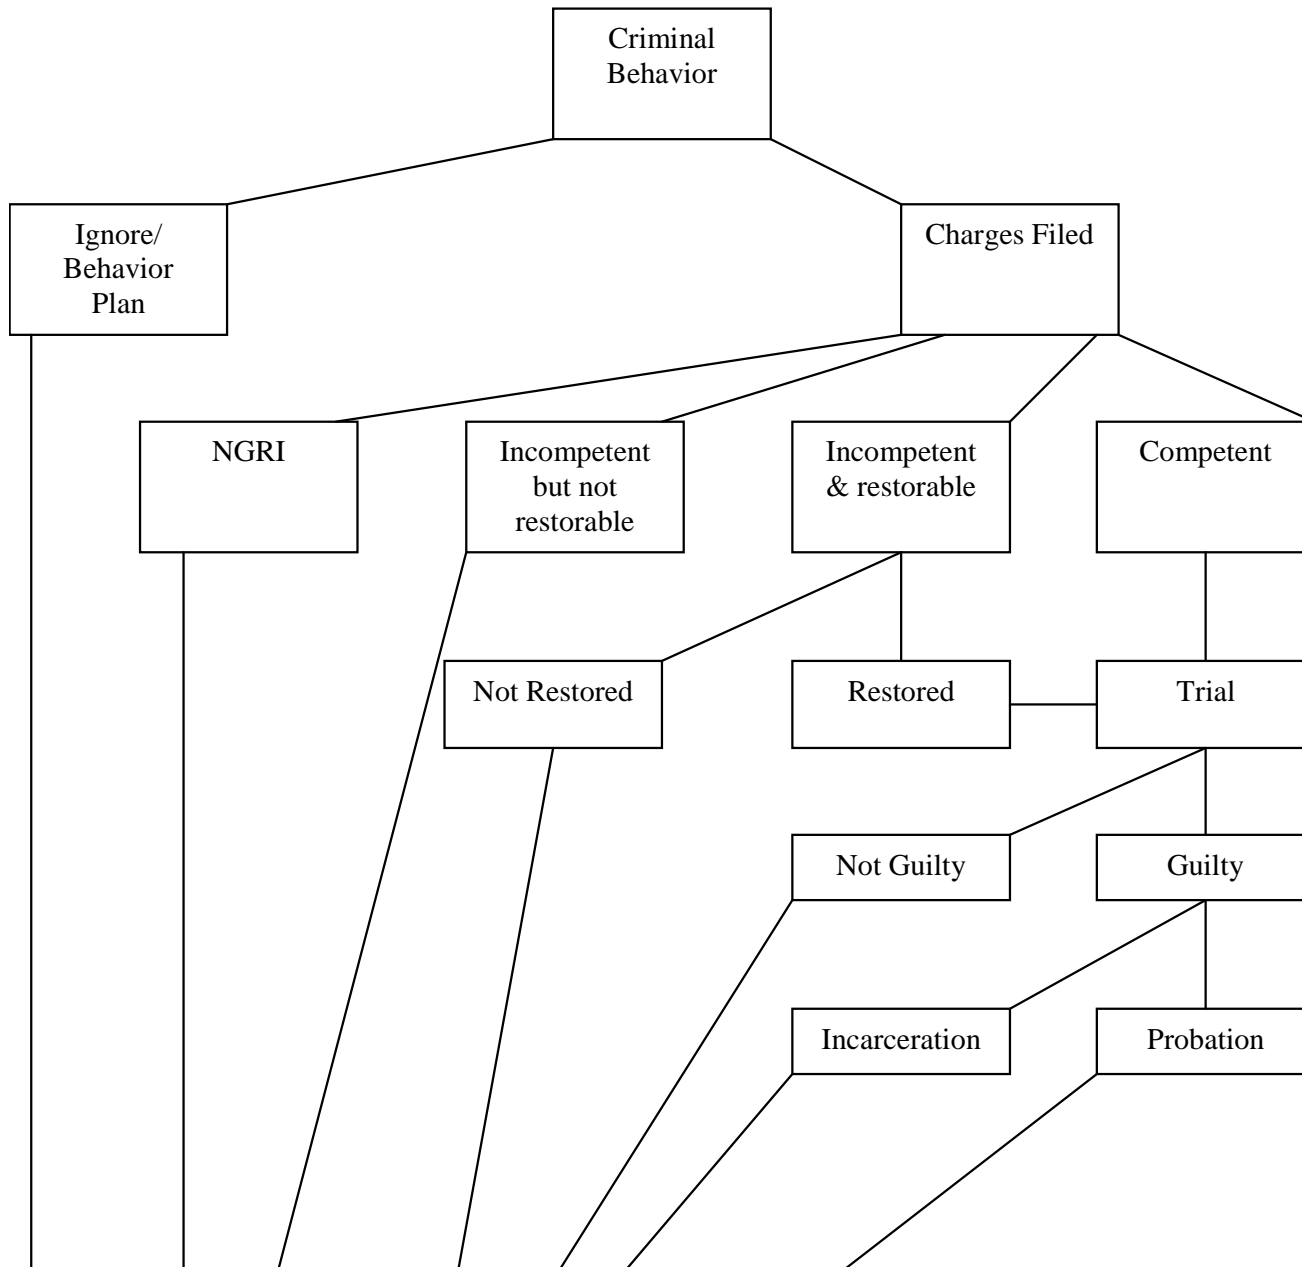 Criminal
Behavior
Ignore/
Behavior
Plan
Charges Filed
NGRI
Incompetent
but not
restorable
Incompetent
& restorable
Competent
Not Restored
Restored
Trial
Not Guilty
Guilty
Incarceration
Probation